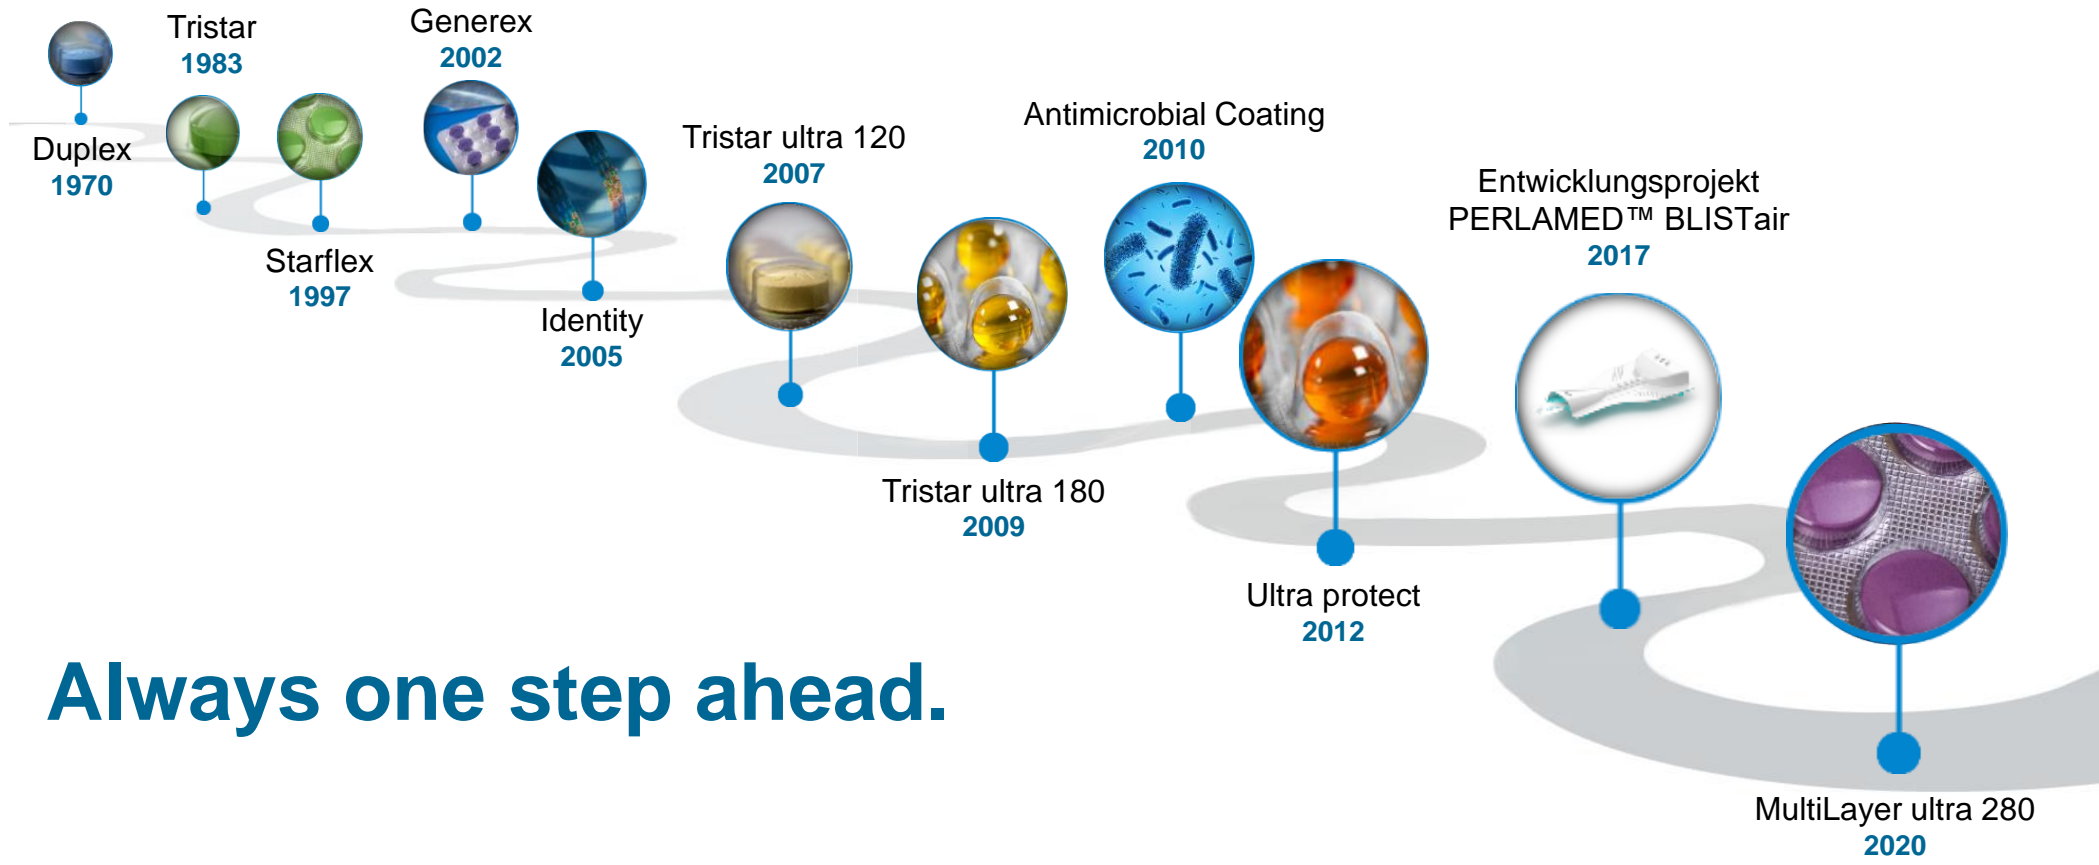 Duplex
1970
Tristar
1983
Starflex
1997
Generex
2002
Identity
2005
Tristar ultra 120
2007
Tristar ultra 180
2009
Antimicrobial Coating
2010
Ultra protect
2012
Entwicklungsprojekt
PERLAMED™ BLISTair
2017
MultiLayer ultra 280
2020
Always one step ahead.